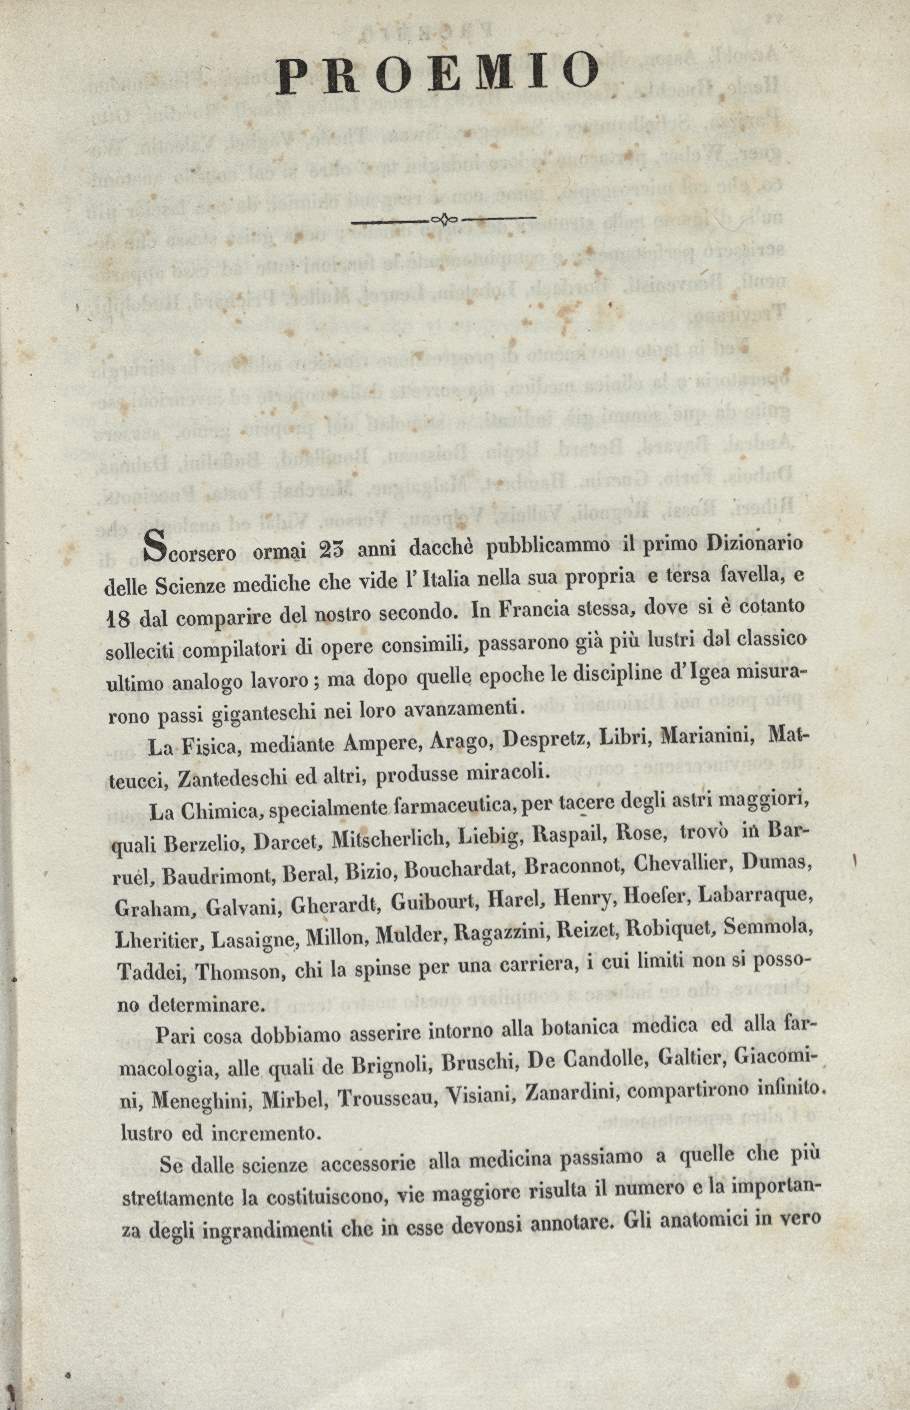 PROEMIO
Scorsero ormai 23 anni dacchè pubblicammo il primo Dizionario
delle Scienze mediche che vide l'Italia nella sua propria e tersa favella, e
18 dal comparire del nostro secondo. In Francia stessa, dove si è cotanto
solleciti compilatori di opere consimili, passarono già più lustri dal classico
ultimo analogo lavoro; ma dopo quelle epoche le discipline d'Igea misura-
rono passi giganteschi nei loro avanzamenti.
La Fisica, mediante Ampere, Arago, Despretz, Libri, Marianini, Mat-
teucci, Zantedeschi ed altri, produsse miracoli.
La Chimica, specialmente farmaceutica, per tacere degli astri maggiori,
quali Berzelio, Darcet, Mitscherlich, Liebig, Raspail, Rose, trovò in Bar-
ruel, Baudrimont, Beral, Bizio, Bouchardat, Braconnot, Chevallier, Dumas,
Graham, Galvani, Gherardt, Guibourt, Harel, Henry, Hoefer, Labarraque,
Lheritier, Lasaigne, Millon, Mulder, Ragazzini, Reizet, Robiquet, Semmola,
Taddei, Thomson, chi la spinse per una carriera, i cui limiti non si posso-
no determinare.
Pari cosa dobbiamo asserire intorno alla botanica medica ed alla far-
macologia, alle quali de Brignoli, Bruschi, De Candolle, Galtier, Giacomi-
ni, Meneghini, Mirbel, Trousseau, Visiani, Zanardini, compartirono infinito
lustro ed incremento.
Se dalle scienze accessorie alla medicina passiamo a quelle che più
strettamente la costituiscono, vie maggiore risulta il numero e la importan-
za degli ingrandimenti che in esse devonsi annotare. Gli anatomici in vero